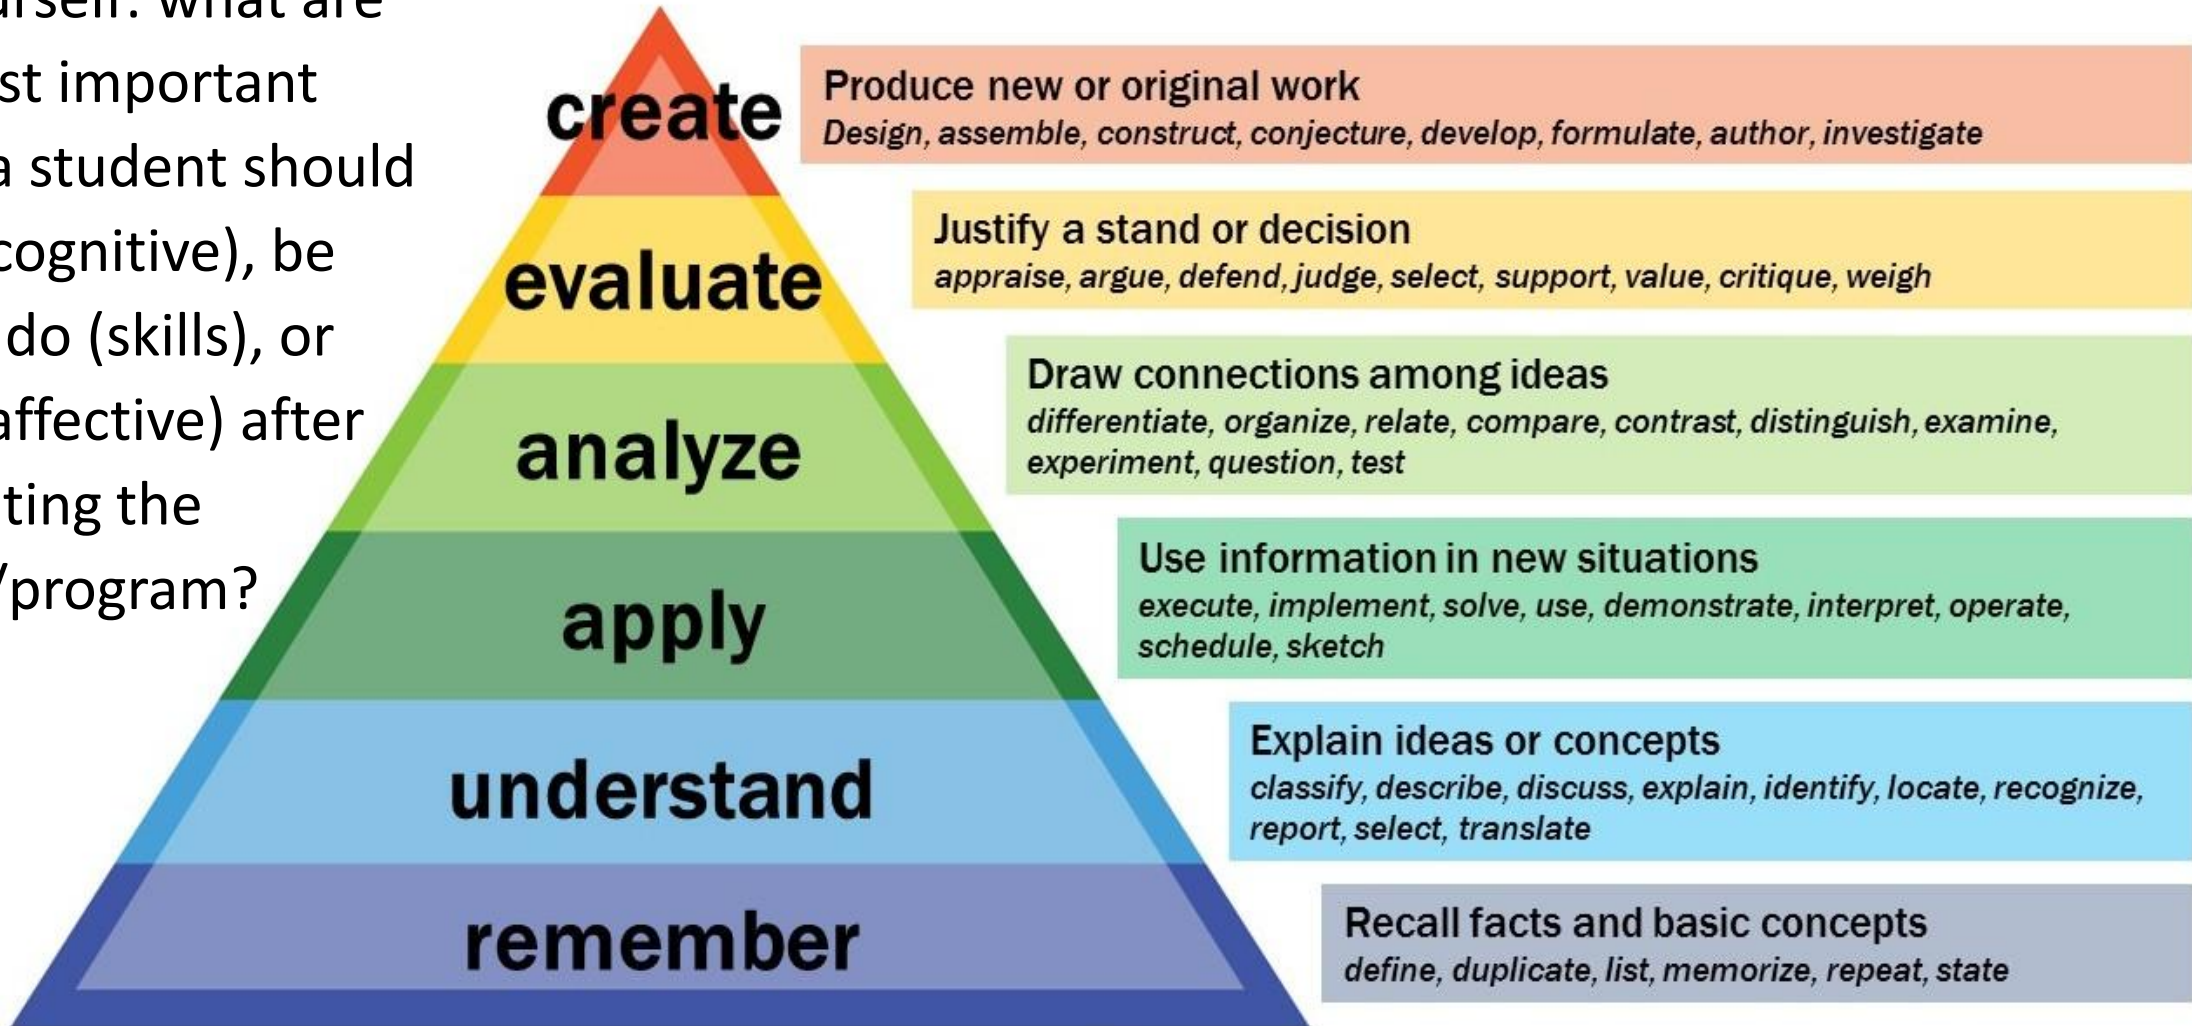 urself: what are
st important
a student should
cognitive), be
do (skills), or
affective) after
ting the
/program?
create
Produce new or original work
Design, assemble, construct, conjecture, develop, formulate, author, investigate
evaluate
Justify a stand or decision
appraise, argue, defend, judge, select, support, value, critique, weigh
analyze
Draw connections among ideas
differentiate, organize, relate, compare, contrast, distinguish, examine,
experiment, question, test
apply
Use information in new situations
execute, implement, solve, use, demonstrate, interpret, operate,
schedule, sketch
understand
Explain ideas or concepts
classify, describe, discuss, explain, identify, locate, recognize,
report, select, translate
remember
Recall facts and basic concepts
define, duplicate, list, memorize, repeat, state